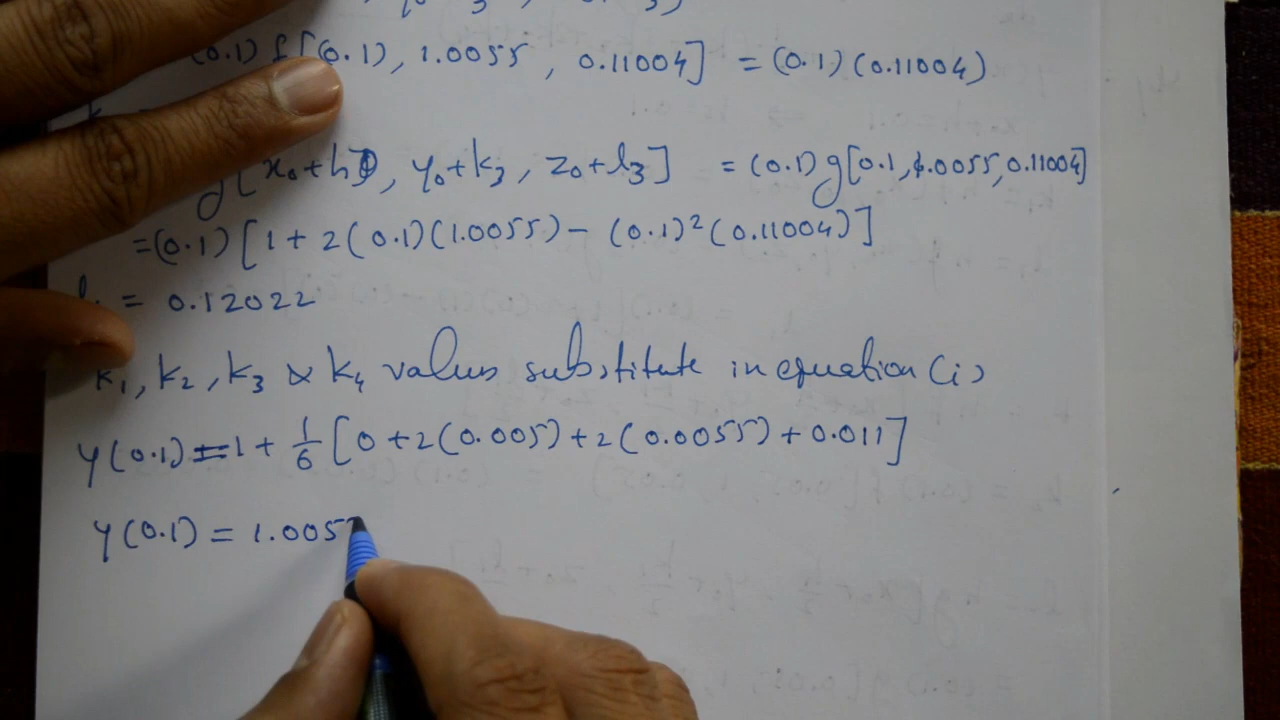 (0.1) f[(0.1), 1.0055, 0.11004] = (0.1)(0.11004)
g[x₀+h, y₀+k₃, z₀+l₃] = (0.1) g[0.1, 1.0055, 0.11004]
=(0.1)[1+2(0.1)(1.0055) - (0.1)²(0.11004)]
= 0.12022
k₁, k₂, k₃ & k₄ values substitute in equation (i)
y(0.1) = 1 + 1/6 [0+2(0.005)+2(0.0055)+0.011]
y(0.1) = 1.005